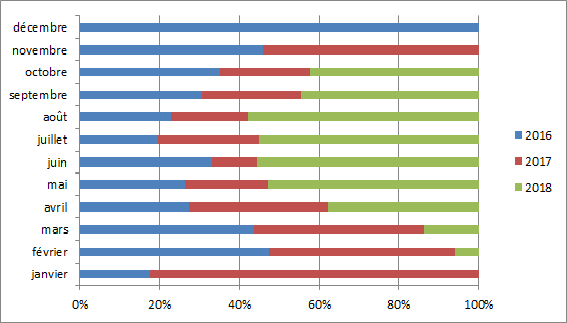 décembre
novembre
octobre
septembre
août
juillet
juin
mai
avril
mars
février
janvier
0% 20% 40% 60% 80% 100%
2016
2017
2018